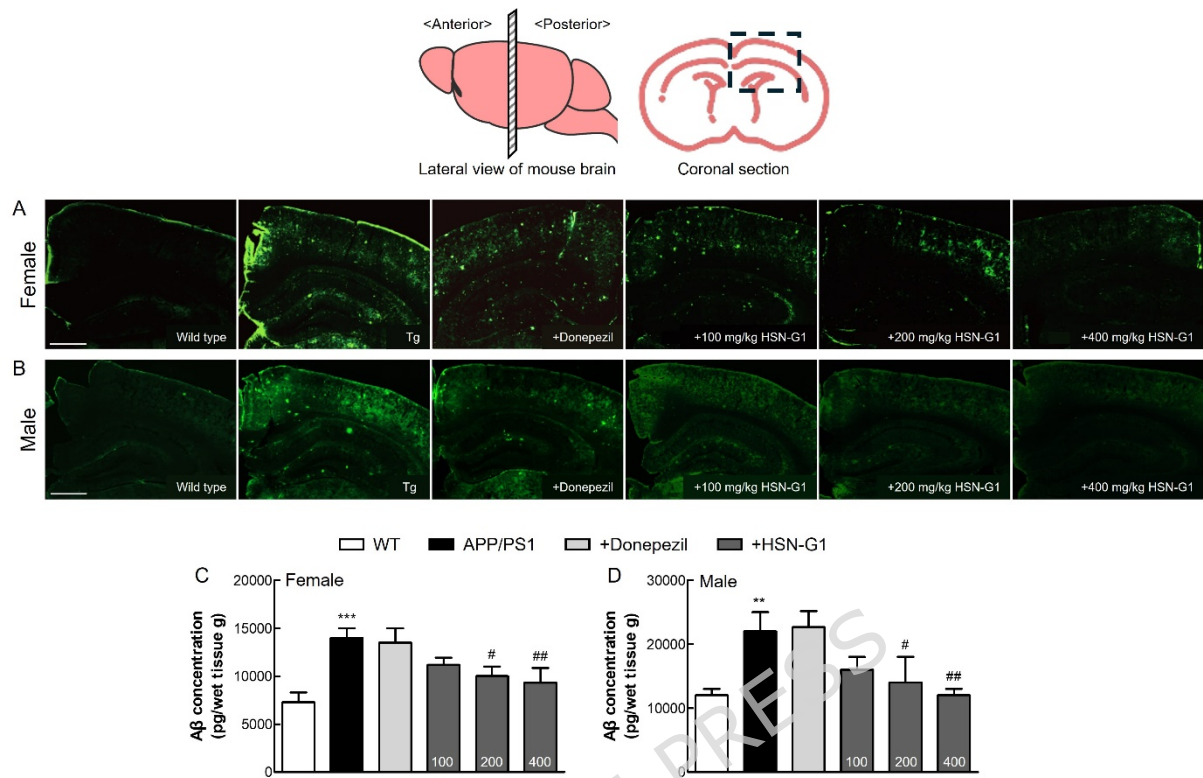 <Anterior> <Posterior>
Lateral view of mouse brain Coronal section
A
Female
Wild type Tg +Donepezil +100 mg/kg HSN-G1 +200 mg/kg HSN-G1 +400 mg/kg HSN-G1
B
Male
Wild type Tg +Donepezil +100 mg/kg HSN-G1 +200 mg/kg HSN-G1 +400 mg/kg HSN-G1
WT APP/PS1 +Donepezil +HSN-G1
C
Female
Aβ concentration
(pg/wet tissue g)
20000
15000
10000
5000
0
***
#
##
100 200 400
D
Male
Aβ concentration
(pg/wet tissue g)
30000
20000
10000
0
**
#
##
100 200 400
PRESS